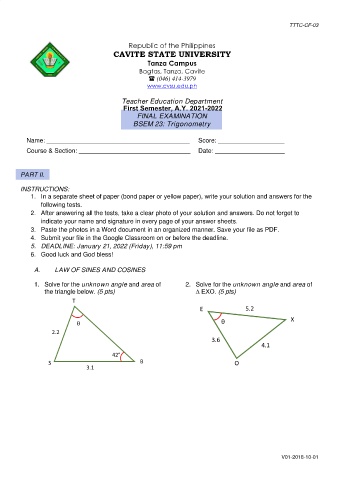 TTTC-GF-03
Republic of the Philippines
CAVITE STATE UNIVERSITY
Tanza Campus
Bagtas, Tanza, Cavite
☎ (046) 414-3979
www.cvsu.edu.ph
Teacher Education Department
First Semester, A.Y. 2021-2022
FINAL EXAMINATION
BSEM 23: Trigonometry
Name: ______________________ Score: ______________________
Course & Section: ______________________ Date: ______________________
PART II.
INSTRUCTIONS:
1. In a separate sheet of paper (bond paper or yellow paper), write your solution and answers for the
following tests.
2. After answering all the tests, take a clear photo of your solution and answers. Do not forget to
indicate your name and signature in every page of your answer sheets.
3. Paste the photos in a Word document in an organized manner. Save your file as PDF.
4. Submit your file in the Google Classroom on or before the deadline.
5. DEADLINE: January 21, 2022 (Friday), 11:59 pm
6. Good luck and God bless!
A. LAW OF SINES AND COSINES
1. Solve for the unknown angle and area of
the triangle below. (5 pts)
T
θ
2.2
42°
S
B
3.1
2. Solve for the unknown angle and area of
∆ EXO. (5 pts)
E
5.2
X
θ
3.6
4.1
O
V01-2018-10-01